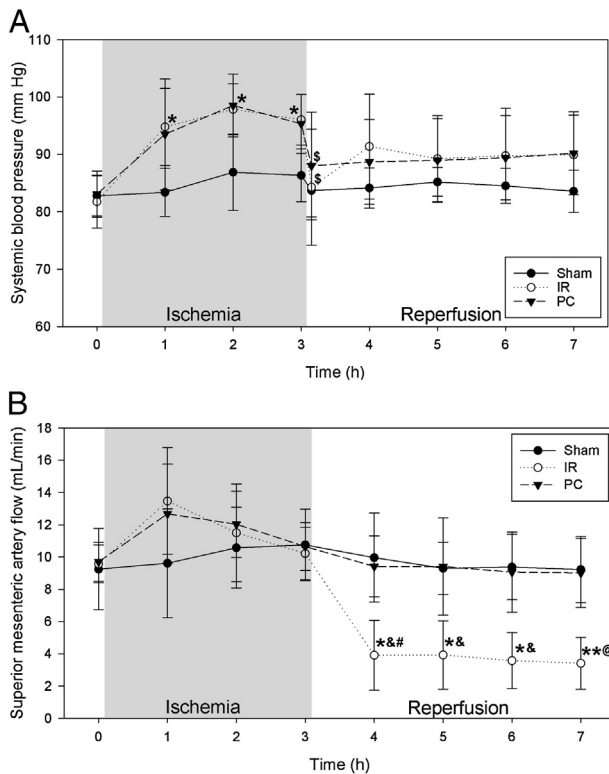 A
Systemic blood pressure (mm Hg)
110
100
90
80
70
60
*
*
*
$
$
Ischemia
Reperfusion
Sham
IR
PC
0 1 2 3 4 5 6 7
Time (h)
B
Superior mesenteric artery flow (mL/min)
18
16
14
12
10
8
6
4
2
0
Sham
IR
PC
*&#
*&
*&
**@
Ischemia
Reperfusion
0 1 2 3 4 5 6 7
Time (h)